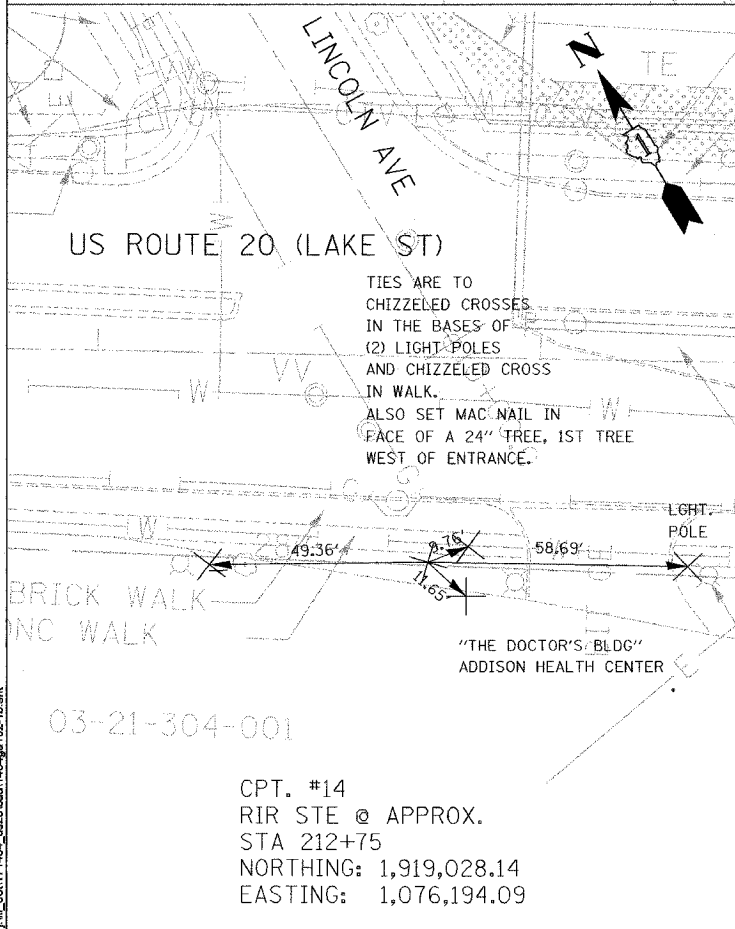 LINCOLN AVE
N
1
TE
US ROUTE 20 (LAKE ST)
TIES ARE TO
CHIZZELED CROSSES
IN THE BASES OF
(2) LIGHT POLES
AND CHIZZELED CROSS
IN WALK.
ALSO SET MAC NAIL IN
FACE OF A 24" TREE, 1ST TREE
WEST OF ENTRANCE.
W
VV
W
LGHT.
POLE
W
49.36'
58.69'
11.65'
BRICK WALK
WALK
"THE DOCTOR'S BLDG"
ADDISON HEALTH CENTER
E
03-21-304-001
CPT. #14
RIR STE @ APPROX.
STA 212+75
NORTHING: 1,919,028.14
EASTING: 1,076,194.09